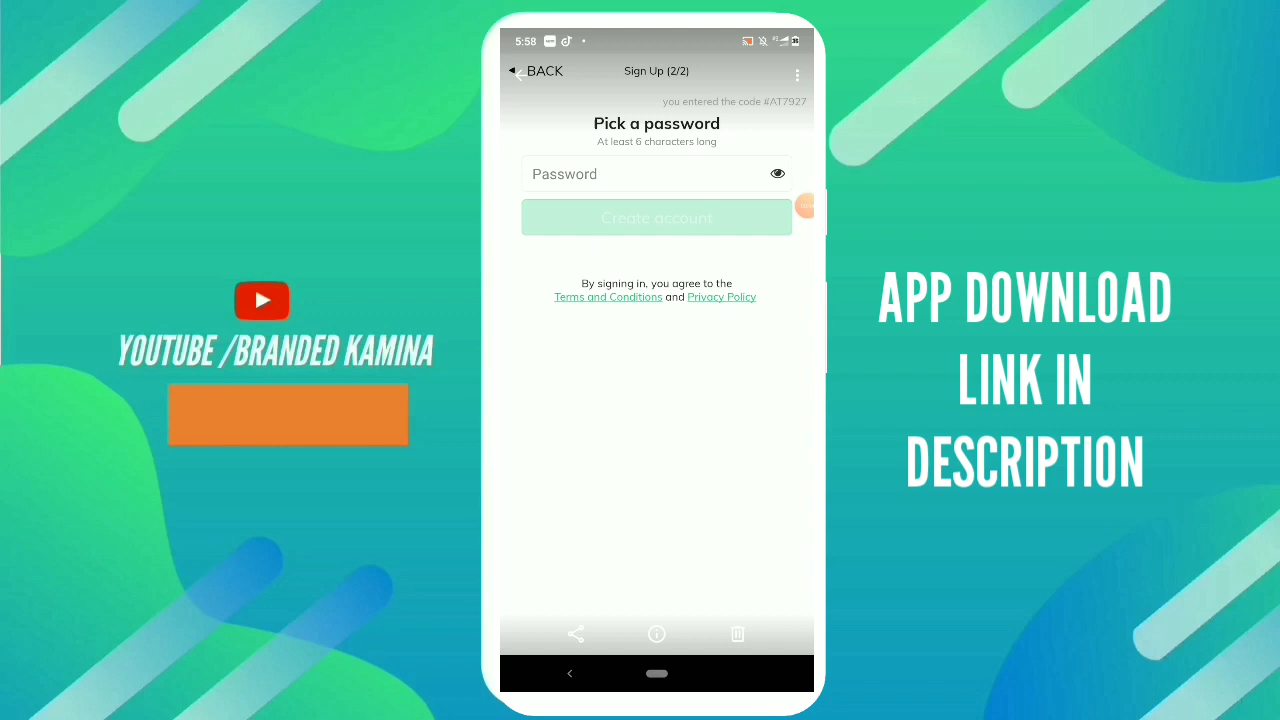 5:58
BACK
Sign Up (2/2)
you entered the code #AT7927
Pick a password
At least 6 characters long
Password
Create account
By signing in, you agree to the
Terms and Conditions and Privacy Policy
YOUTUBE /BRANDED KAMINA
APP DOWNLOAD
LINK IN
DESCRIPTION